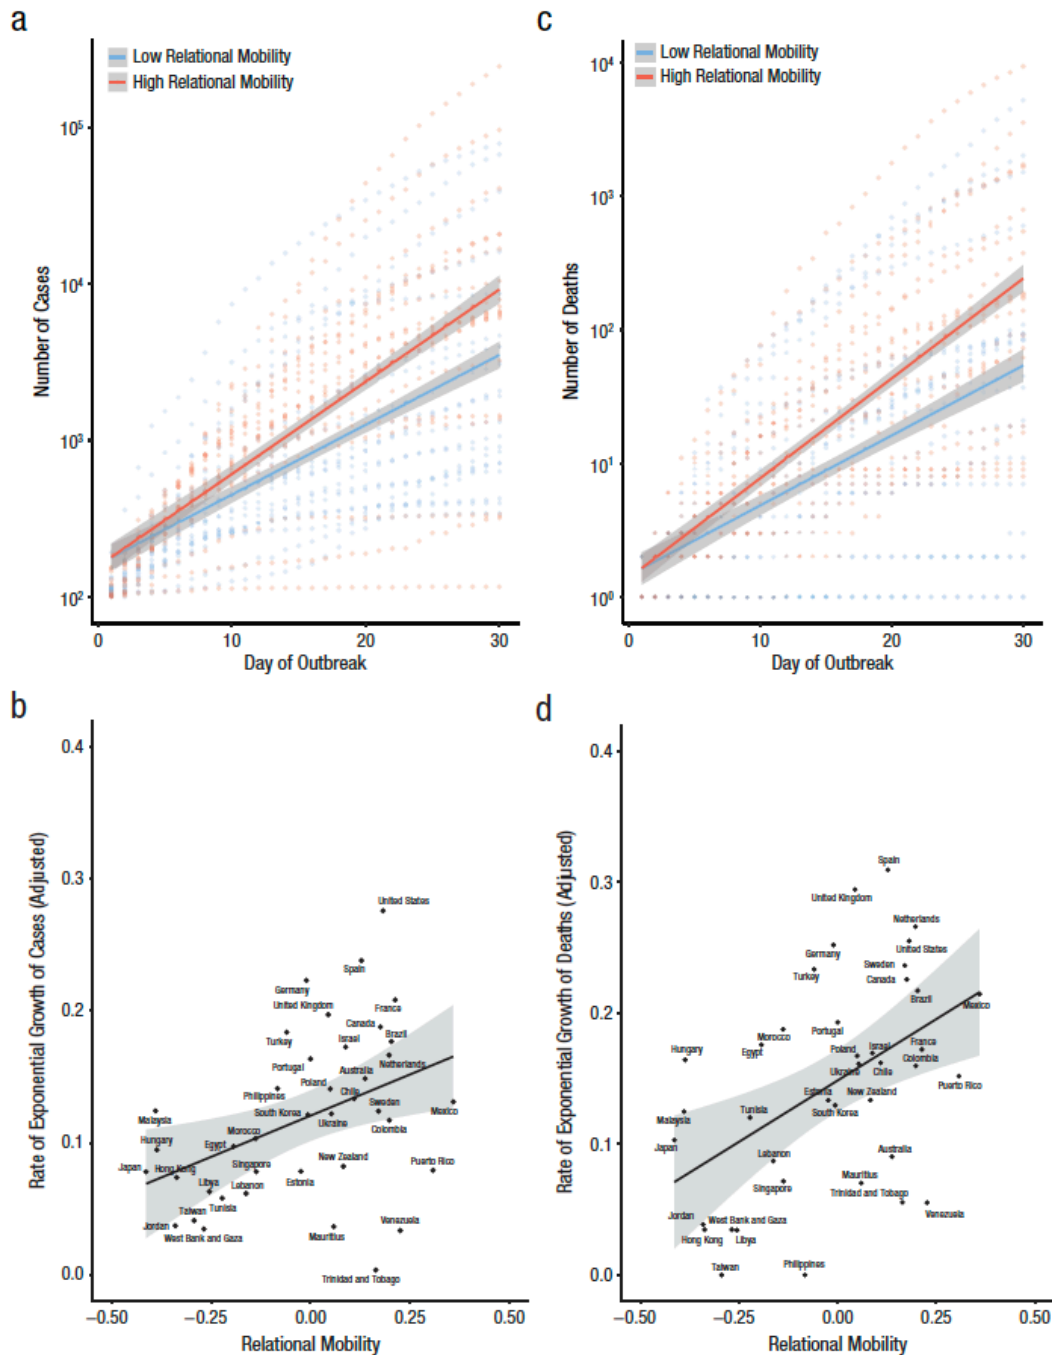 a
Low Relational Mobility
High Relational Mobility
10⁵
10⁴
10³
10²
Number of Cases
0
10
20
30
Day of Outbreak
c
Low Relational Mobility
High Relational Mobility
10⁴
10³
10²
10¹
10⁰
Number of Deaths
0
10
20
30
Day of Outbreak
b
0.4
0.3
0.2
0.1
0.0
Rate of Exponential Growth of Cases (Adjusted)
United States
Spain
Germany
United Kingdom
France
Canada
Turkey
Israel
Brazil
Portugal
Netherlands
Australia
Philippines
Poland
Chile
Malaysia
South Korea
Ukraine
Sweden
Mexico
Colombia
Hungary
Egypt
Morocco
Japan
Hong Kong
Singapore
New Zealand
Puerto Rico
Libya
Lebanon
Estonia
Taiwan
Tunisia
Jordan
West Bank and Gaza
Mauritius
Venezuela
Trinidad and Tobago
−0.50
−0.25
0.00
0.25
0.50
Relational Mobility
d
0.4
0.3
0.2
0.1
0.0
Rate of Exponential Growth of Deaths (Adjusted)
Spain
United Kingdom
Netherlands
Germany
United States
Turkey
Sweden
Canada
Brazil
Mexico
Portugal
Morocco
Egypt
Hungary
Poland
Israel
France
Ukraine
Chile
Colombia
Puerto Rico
Estonia
New Zealand
South Korea
Malaysia
Tunisia
Japan
Lebanon
Australia
Singapore
Mauritius
Trinidad and Tobago
Venezuela
Jordan
West Bank and Gaza
Hong Kong
Libya
Taiwan
Philippines
−0.50
−0.25
0.00
0.25
0.50
Relational Mobility